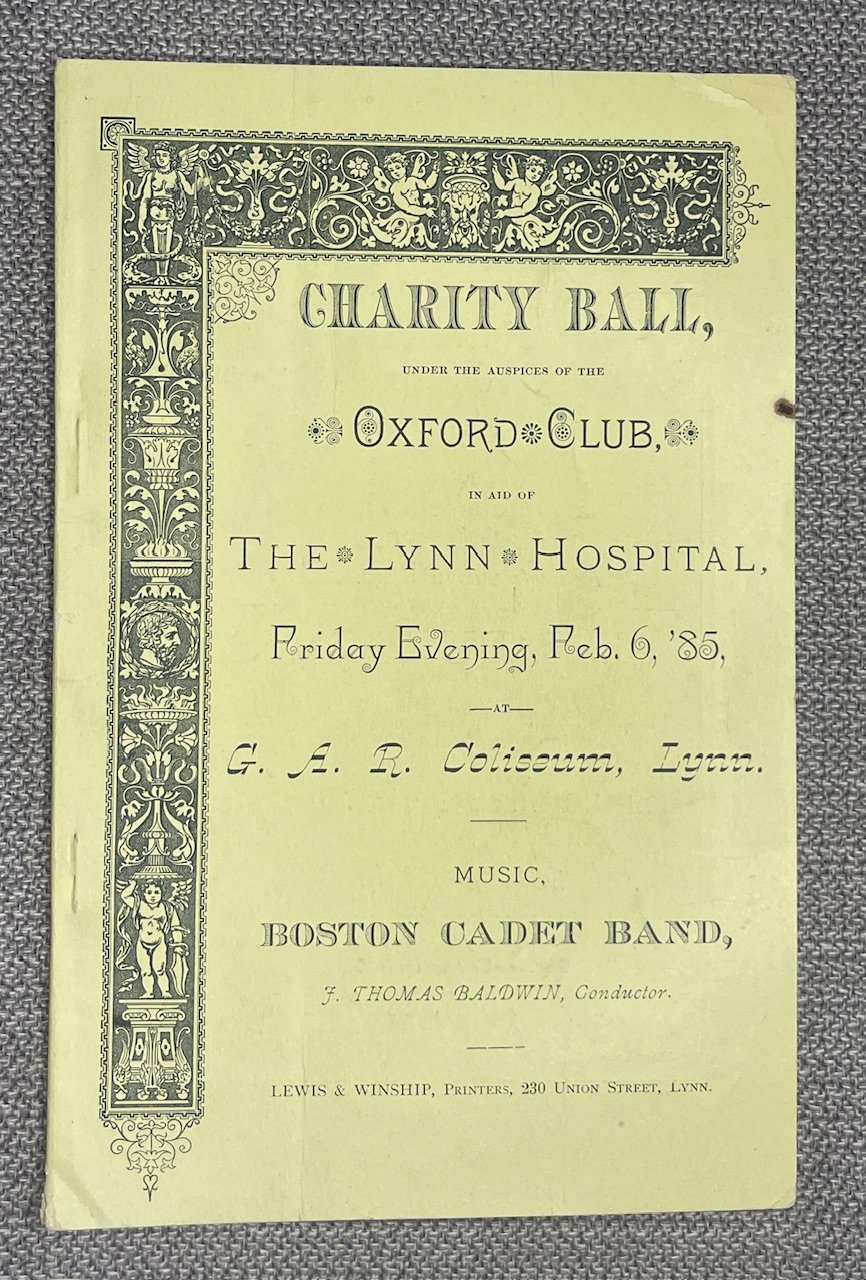 CHARITY BALL,
UNDER THE AUSPICES OF THE
OXFORD CLUB,
IN AID OF
THE LYNN HOSPITAL,
Friday Evening, Feb. 6, '85,
—AT—
G. A. R. Coliseum, Lynn.
MUSIC,
BOSTON CADET BAND,
J. THOMAS BALDWIN, Conductor.
LEWIS & WINSHIP, PRINTERS, 230 UNION STREET, LYNN.